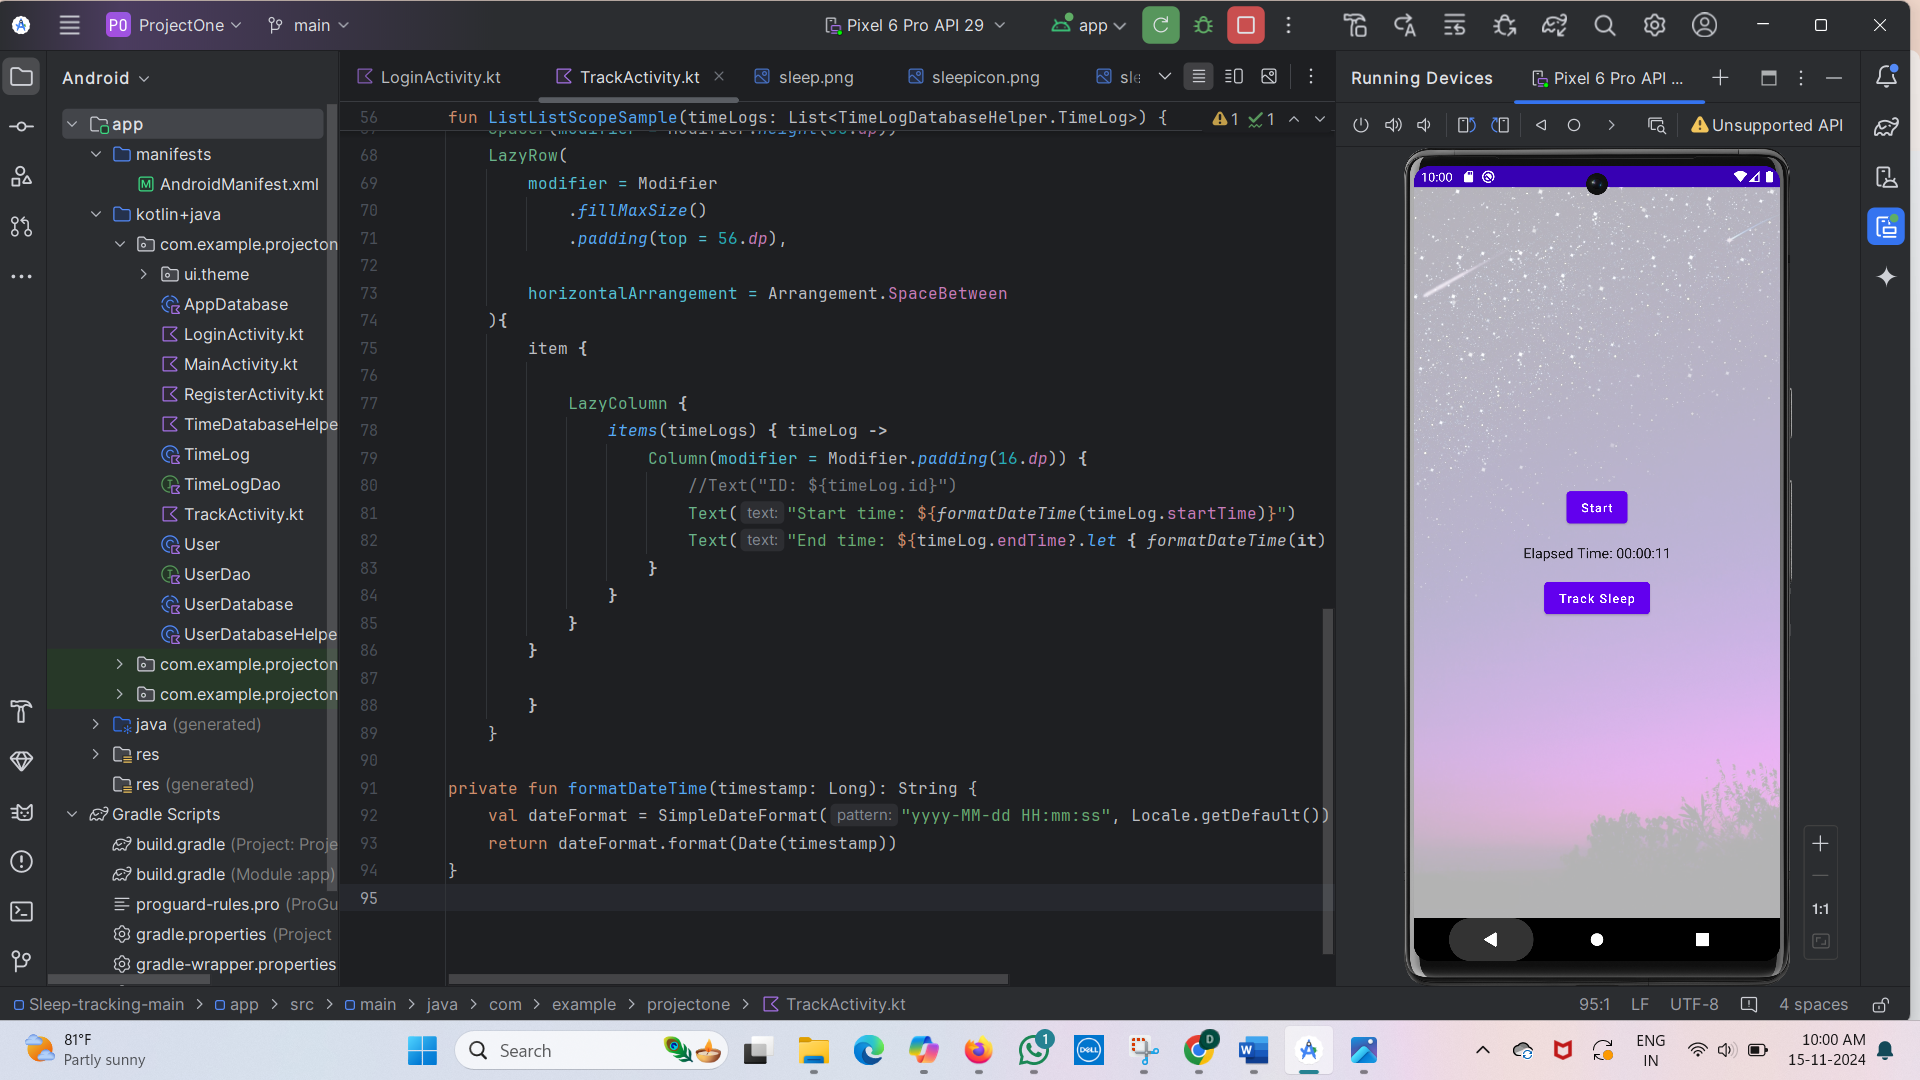 P0 ProjectOne main Pixel 6 Pro API 29 app
Android
LoginActivity.kt TrackActivity.kt sleep.png sleepicon.png
Running Devices Pixel 6 Pro API ...
Unsupported API
app
manifests
AndroidManifest.xml
kotlin+java
com.example.projecton
ui.theme
AppDatabase
LoginActivity.kt
MainActivity.kt
RegisterActivity.kt
TimeDatabaseHelpe
TimeLog
TimeLogDao
TrackActivity.kt
User
UserDao
UserDatabase
UserDatabaseHelpe
com.example.projecton
com.example.projecton
java (generated)
res
res (generated)
Gradle Scripts
build.gradle (Project: Proje
build.gradle (Module :app)
proguard-rules.pro (ProGu
gradle.properties (Project
gradle-wrapper.properties
56 fun ListListScopeSample(timeLogs: List<TimeLogDatabaseHelper.TimeLog>) { 1 1
68 LazyRow(
69 modifier = Modifier
70 .fillMaxSize()
71 .padding(top = 56.dp),
72
73 horizontalArrangement = Arrangement.SpaceBetween
74 ){
75 item {
76
77 LazyColumn {
78 items(timeLogs) { timeLog ->
79 Column(modifier = Modifier.padding(16.dp)) {
80 //Text("ID: ${timeLog.id}")
81 Text( text: "Start time: ${formatDateTime(timeLog.startTime)}")
82 Text( text: "End time: ${timeLog.endTime?.let { formatDateTime(it)
83 }
84 }
85 }
86 }
87
88 }
89 }
90
91 private fun formatDateTime(timestamp: Long): String {
92 val dateFormat = SimpleDateFormat( pattern: "yyyy-MM-dd HH:mm:ss", Locale.getDefault())
93 return dateFormat.format(Date(timestamp))
94 }
95
10:00
Start
Elapsed Time: 00:00:11
Track Sleep
1:1
Sleep-tracking-main > app > src > main > java > com > example > projectone > TrackActivity.kt
95:1 LF UTF-8 4 spaces
81°F
Partly sunny
Search
1
DELL
D
W
ENG
IN
10:00 AM
15-11-2024